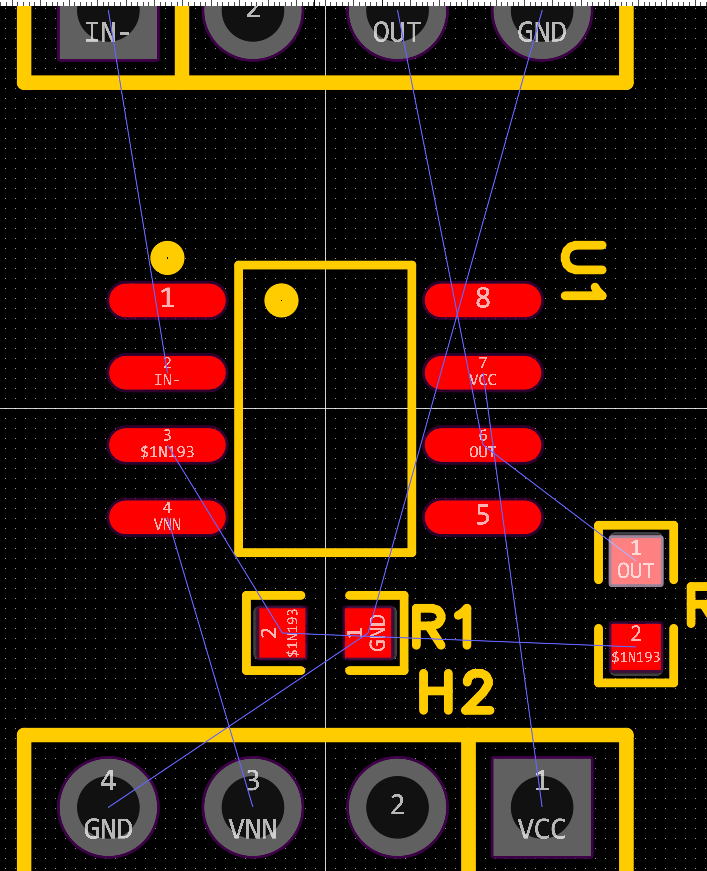 IN-
2
OUT
GND
U1
1
8
2
IN-
7
VCC
3
$1N193
6
OUT
4
VNN
5
1
OUT
2
$1N193
1
GND
R1
R
2
$1N193
H2
4
GND
3
VNN
2
1
VCC